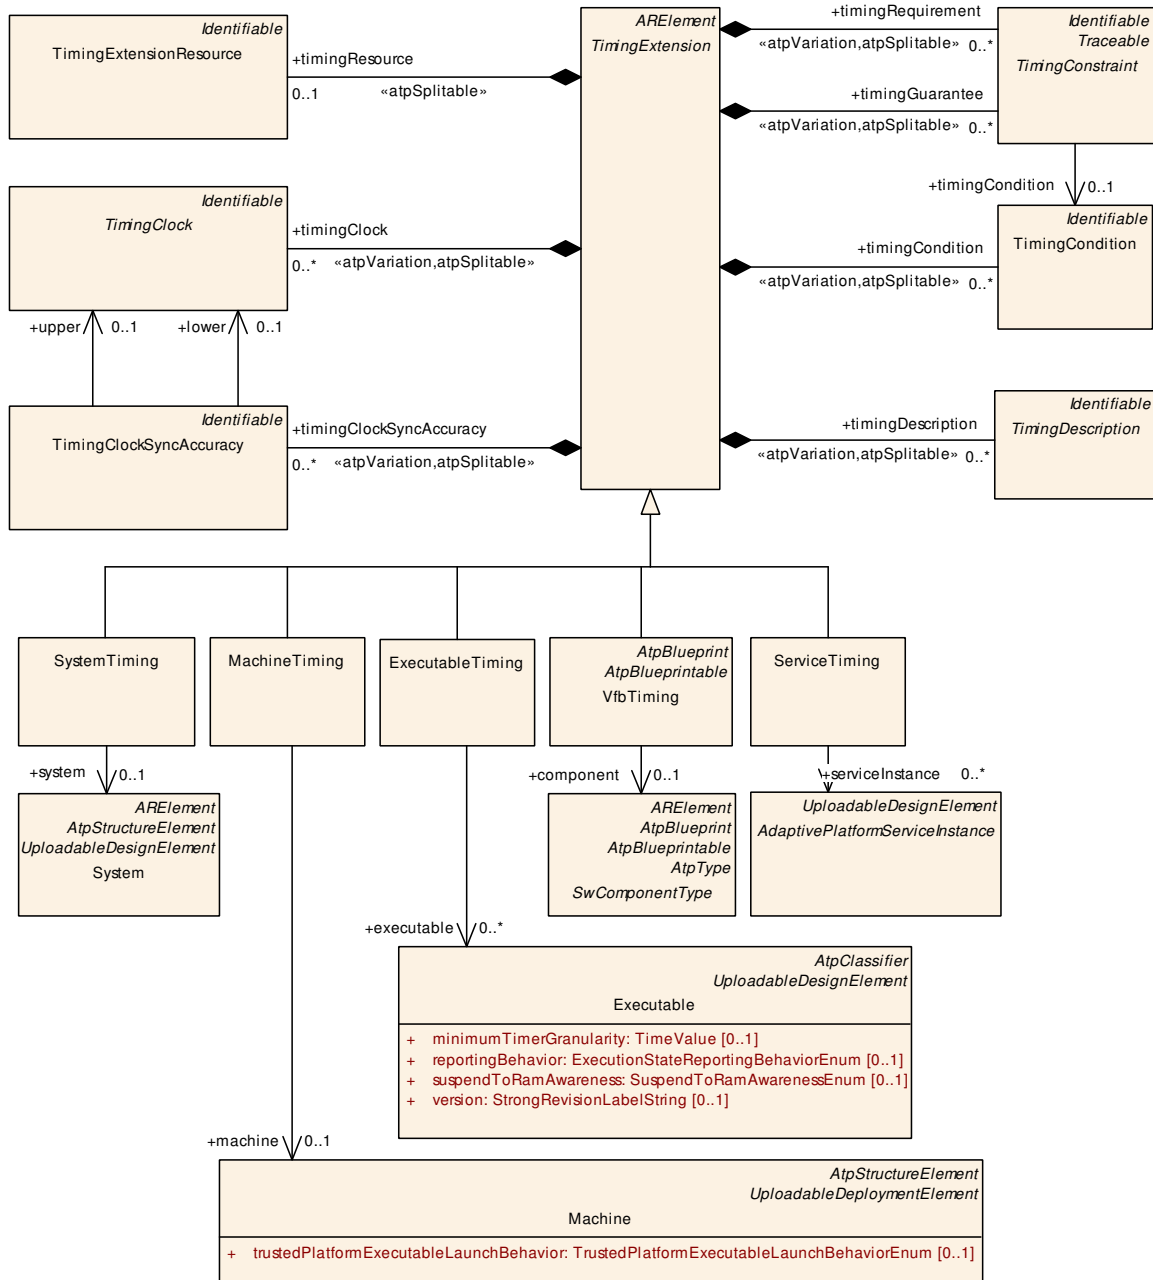 Identifiable
TimingExtensionResource
+timingResource
0..1 «atpSplitable»
ARElement
TimingExtension
+timingRequirement
«atpVariation,atpSplitable» 0..*
Identifiable
Traceable
TimingConstraint
+timingGuarantee
«atpVariation,atpSplitable» 0..*
+timingCondition 0..1
Identifiable
TimingClock
+timingClock
0..* «atpVariation,atpSplitable»
+timingCondition
«atpVariation,atpSplitable» 0..*
Identifiable
TimingCondition
+upper 0..1 +lower 0..1
Identifiable
TimingClockSyncAccuracy
+timingClockSyncAccuracy
0..* «atpVariation,atpSplitable»
+timingDescription
«atpVariation,atpSplitable» 0..*
Identifiable
TimingDescription
SystemTiming
MachineTiming
ExecutableTiming
AtpBlueprint
AtpBlueprintable
VfbTiming
ServiceTiming
+system 0..1
+component 0..1
+serviceInstance 0..*
ARElement
AtpStructureElement
UploadableDesignElement
System
ARElement
AtpBlueprint
AtpBlueprintable
AtpType
SwComponentType
UploadableDesignElement
AdaptivePlatformServiceInstance
+executable 0..*
AtpClassifier
UploadableDesignElement
Executable
+ minimumTimerGranularity: TimeValue [0..1]
+ reportingBehavior: ExecutionStateReportingBehaviorEnum [0..1]
+ suspendToRamAwareness: SuspendToRamAwarenessEnum [0..1]
+ version: StrongRevisionLabelString [0..1]
+machine 0..1
AtpStructureElement
UploadableDeploymentElement
Machine
+ trustedPlatformExecutableLaunchBehavior: TrustedPlatformExecutableLaunchBehaviorEnum [0..1]